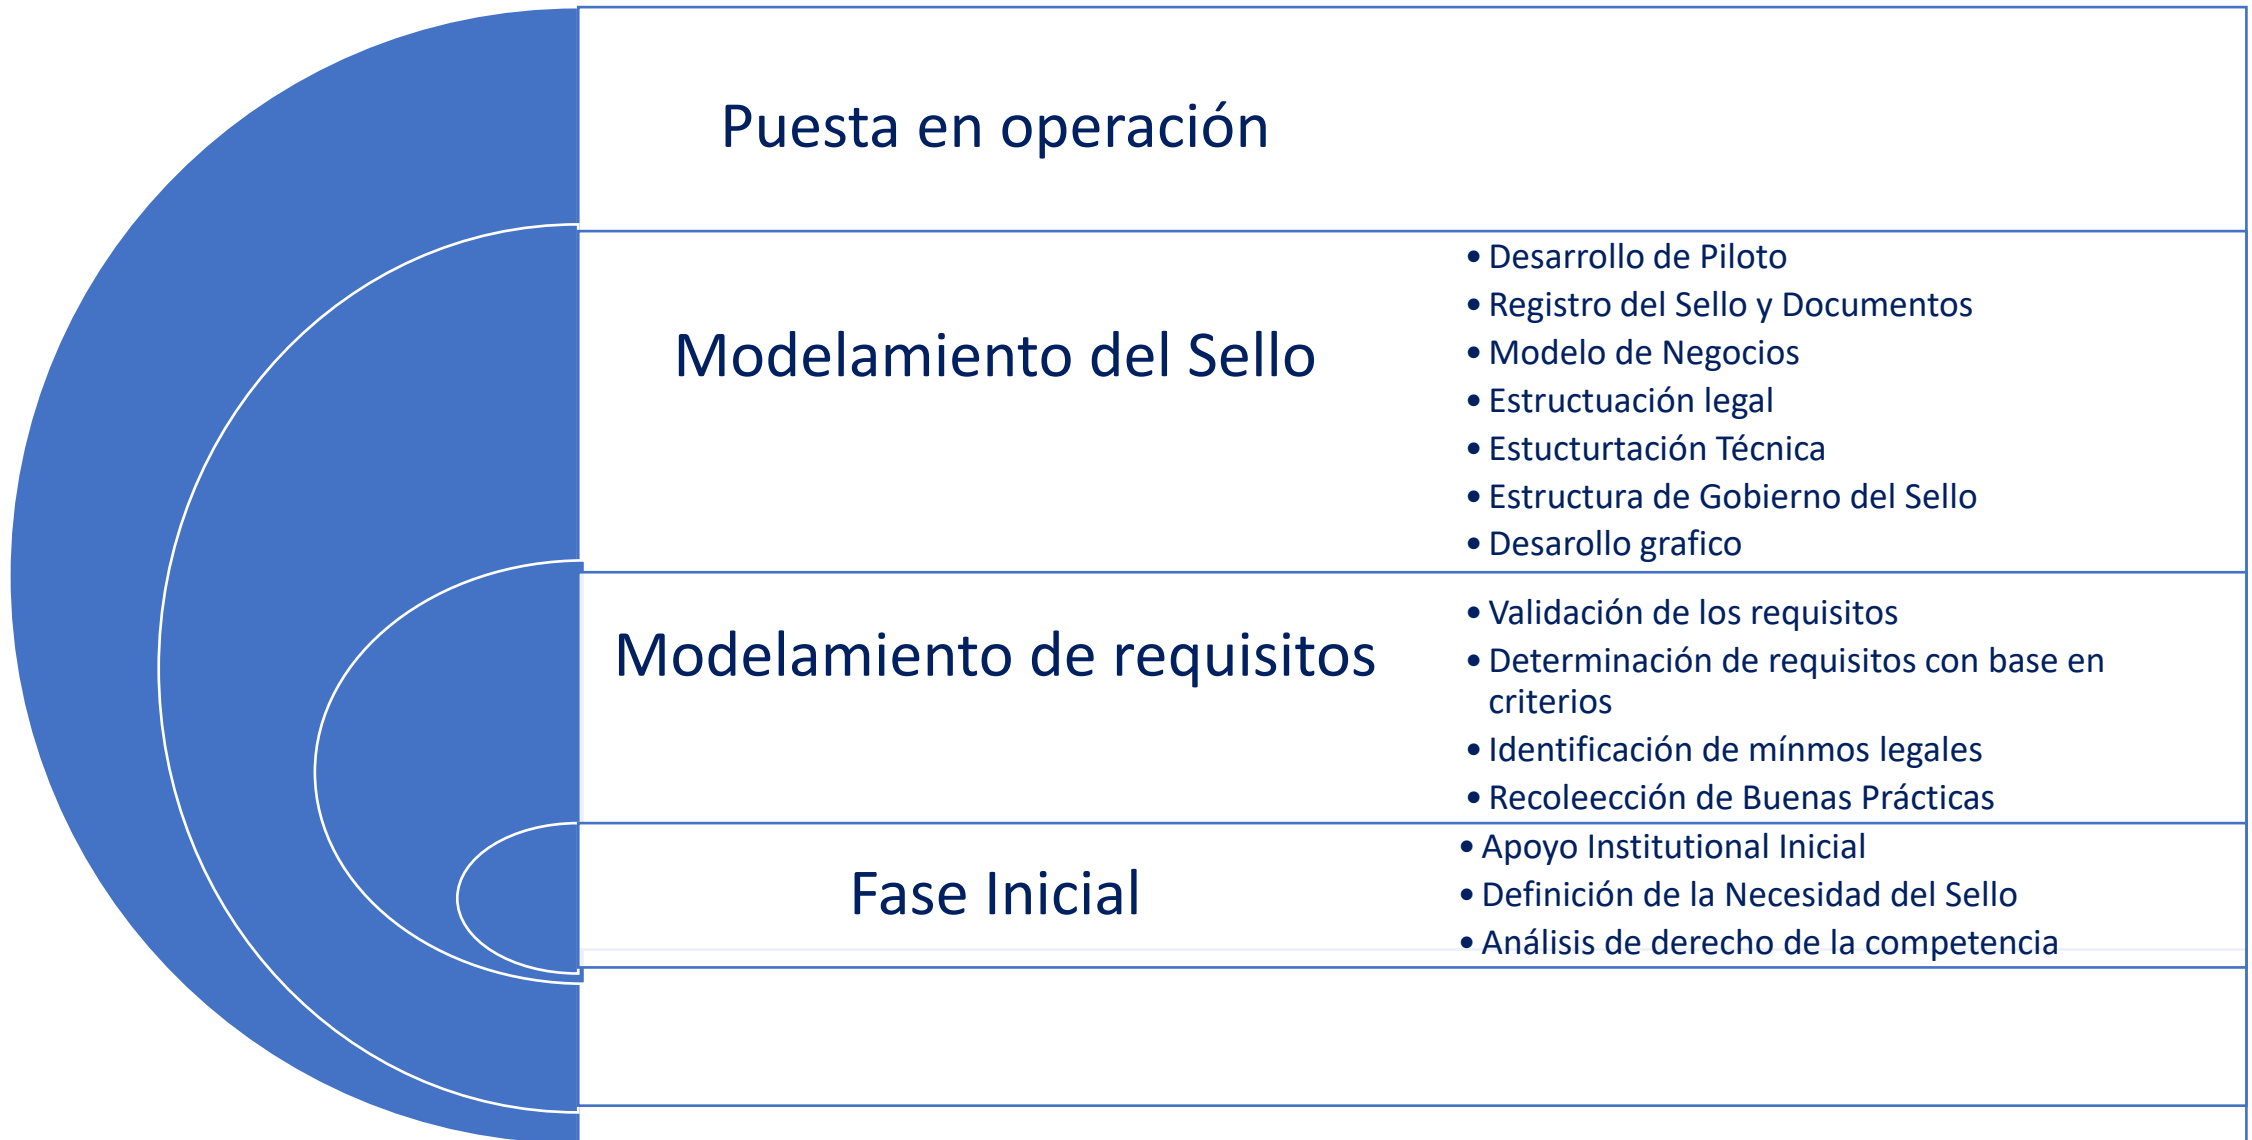 Puesta en operación
Modelamiento del Sello
• Desarrollo de Piloto
• Registro del Sello y Documentos
• Modelo de Negocios
• Estructuación legal
• Estucturtación Técnica
• Estructura de Gobierno del Sello
• Desarollo grafico
Modelamiento de requisitos
• Validación de los requisitos
• Determinación de requisitos con base en
criterios
• Identificación de mínmos legales
• Recoleección de Buenas Prácticas
Fase Inicial
• Apoyo Institutional Inicial
• Definición de la Necesidad del Sello
• Análisis de derecho de la competencia